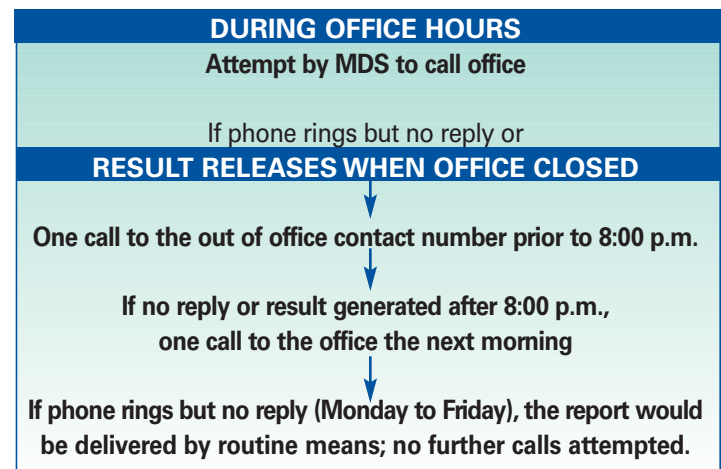 DURING OFFICE HOURS
Attempt by MDS to call office
If phone rings but no reply or
RESULT RELEASES WHEN OFFICE CLOSED
One call to the out of office contact number prior to 8:00 p.m.
If no reply or result generated after 8:00 p.m.,
one call to the office the next morning
If phone rings but no reply (Monday to Friday), the report would
be delivered by routine means; no further calls attempted.